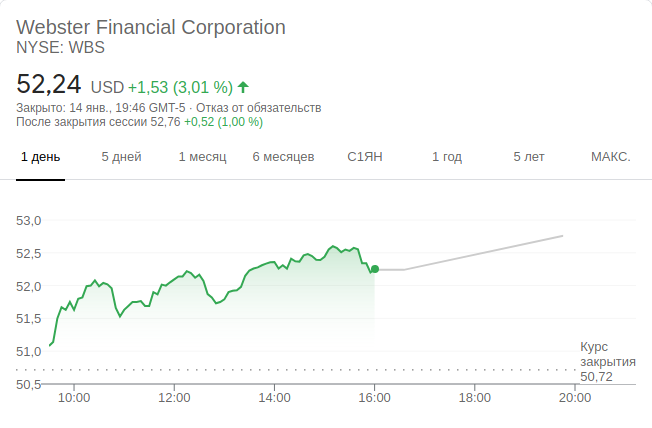 Webster Financial Corporation
NYSE: WBS
52,24 USD +1,53 (3,01 %)
Закрыто: 14 янв., 19:46 GMT-5 · Отказ от обязательств
После закрытия сессии 52,76 +0,52 (1,00 %)
1 день 5 дней 1 месяц 6 месяцев С1ЯН 1 год 5 лет МАКС.
53,0
52,5
52,0
51,5
51,0
Курс
закрытия
50,72
50,5
10:00 12:00 14:00 16:00 18:00 20:00